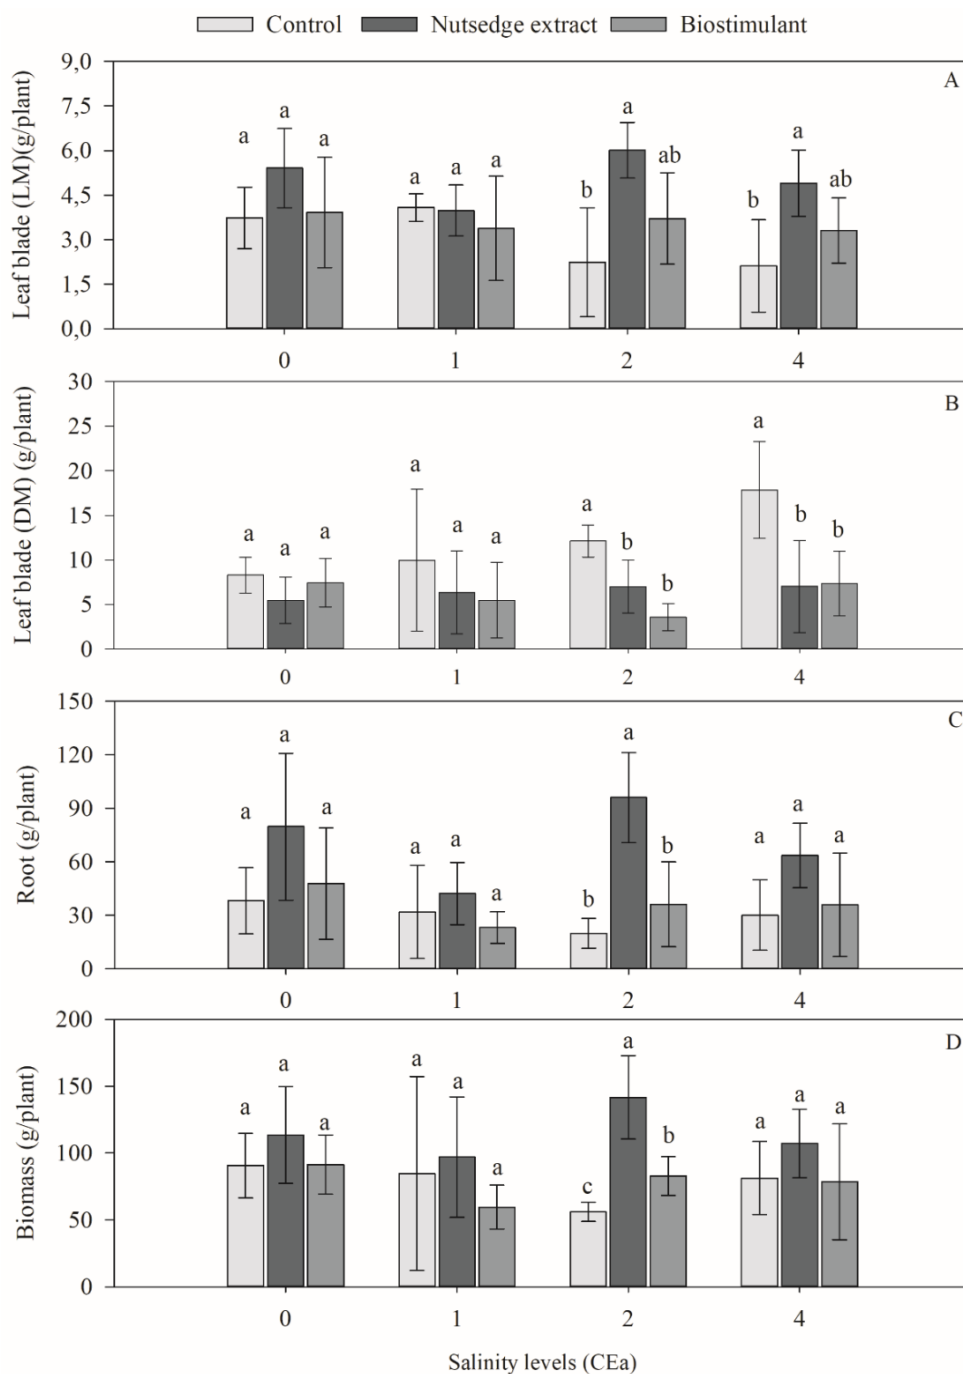 Control Nutsedge extract Biostimulant
A
Leaf blade (LM)(g/plant)
9,0
7,5
6,0
4,5
3,0
1,5
0,0
a a a
a a a
b a ab
b a ab
0 1 2 4
B
Leaf blade (DM) (g/plant)
30
25
20
15
10
5
0
a a a
a a a
a b b
a b b
0 1 2 4
C
Root (g/plant)
150
120
90
60
30
0
a a a
a a a
b a b
a a a
0 1 2 4
D
Biomass (g/plant)
200
150
100
50
0
a a a
a a a
c a b
a a a
0 1 2 4
Salinity levels (CEa)